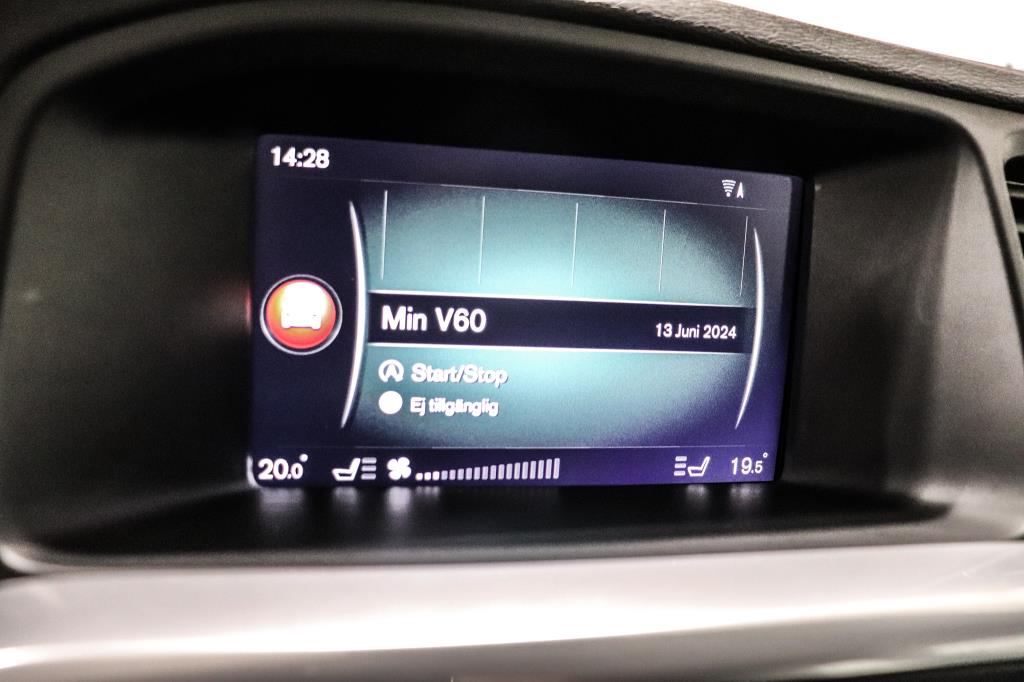 14:28
Min V60
13 Juni 2024
Start/Stop
Ej tillgänglig
20.0° 19.5°